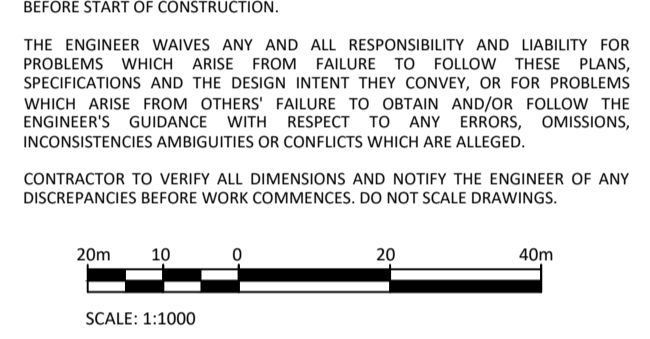 BEFORE START OF CONSTRUCTION.
THE ENGINEER WAIVES ANY AND ALL RESPONSIBILITY AND LIABILITY FOR
PROBLEMS WHICH ARISE FROM FAILURE TO FOLLOW THESE PLANS,
SPECIFICATIONS AND THE DESIGN INTENT THEY CONVEY, OR FOR PROBLEMS
WHICH ARISE FROM OTHERS' FAILURE TO OBTAIN AND/OR FOLLOW THE
ENGINEER'S GUIDANCE WITH RESPECT TO ANY ERRORS, OMISSIONS,
INCONSISTENCIES AMBIGUITIES OR CONFLICTS WHICH ARE ALLEGED.
CONTRACTOR TO VERIFY ALL DIMENSIONS AND NOTIFY THE ENGINEER OF ANY
DISCREPANCIES BEFORE WORK COMMENCES. DO NOT SCALE DRAWINGS.
20m 10 0 20 40m
SCALE: 1:1000